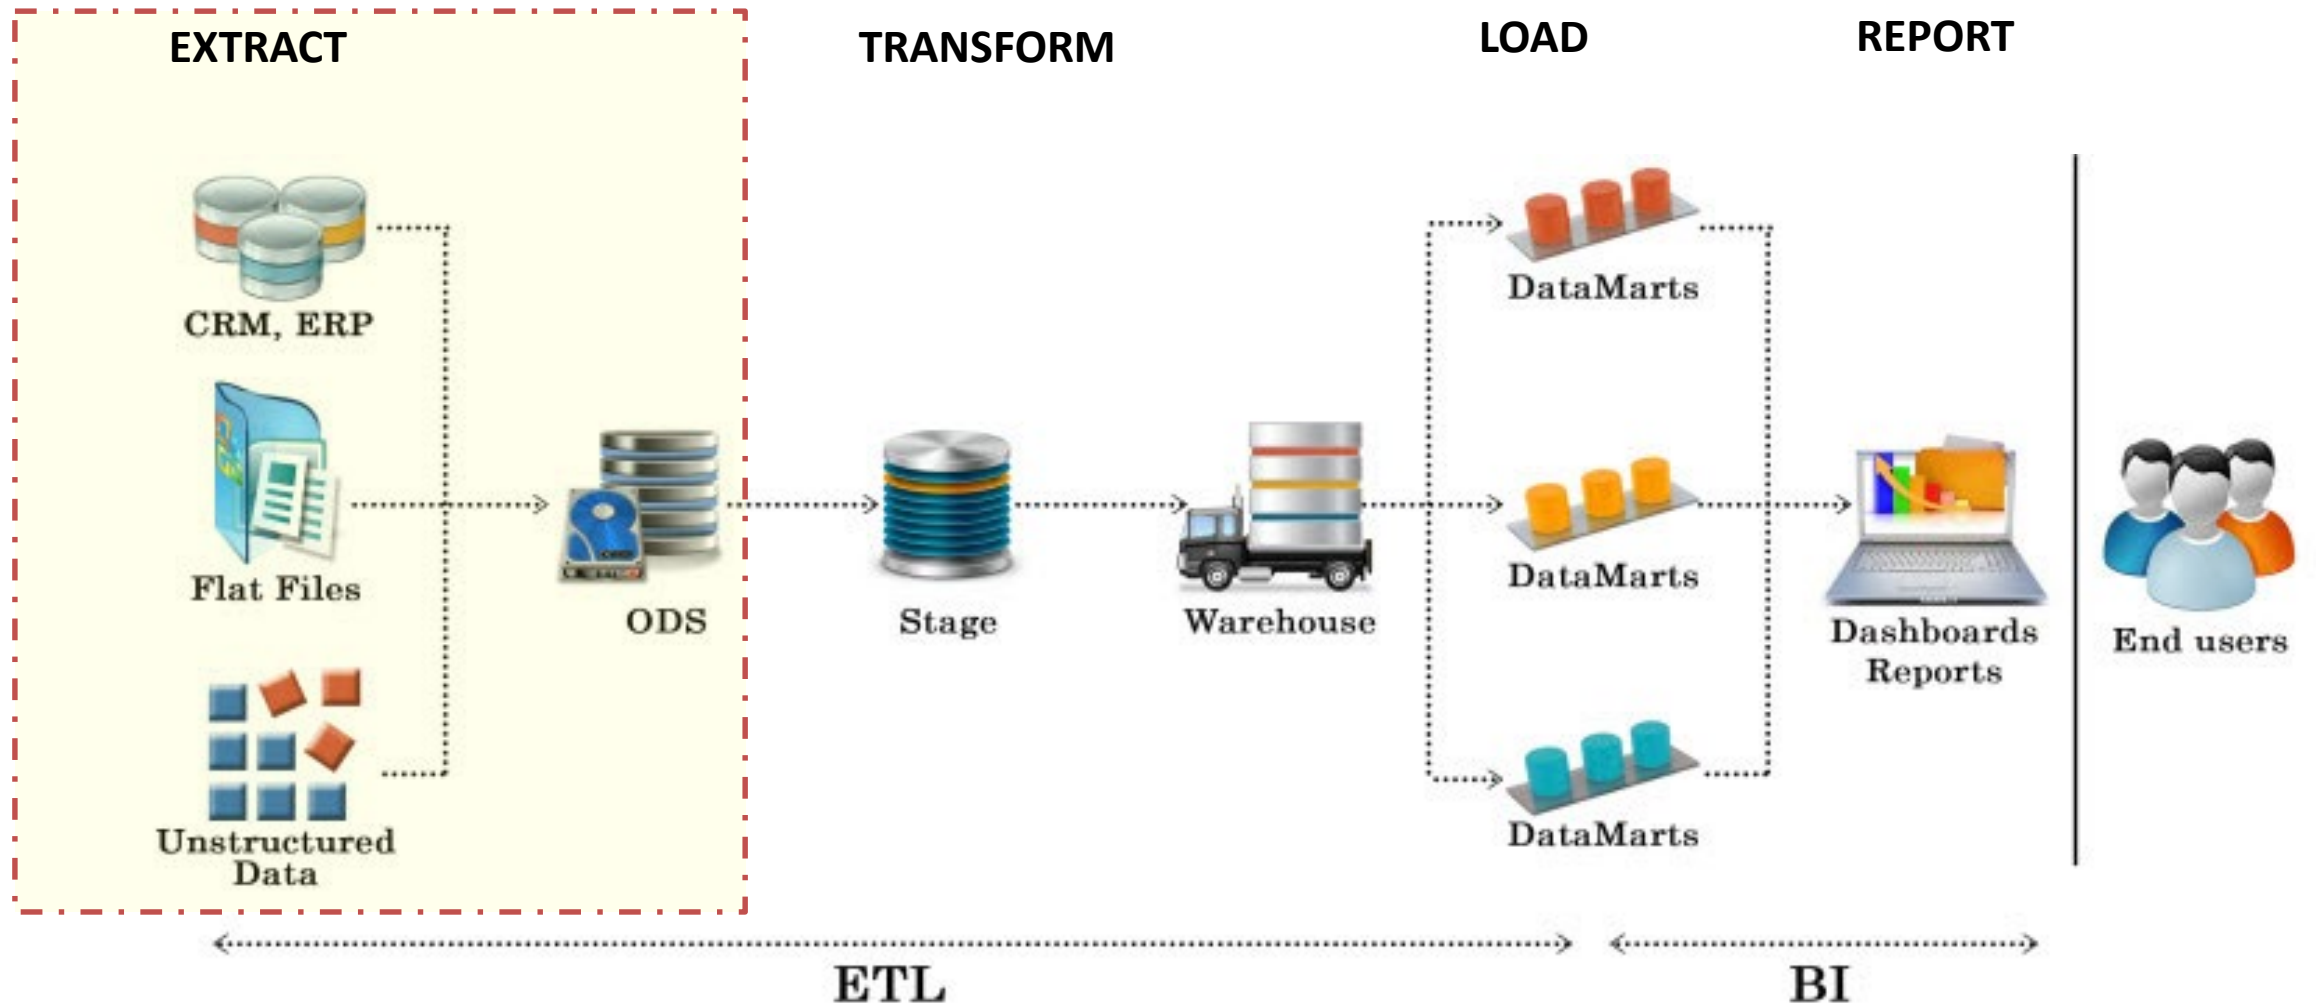 EXTRACT
TRANSFORM
LOAD
REPORT
CRM, ERP
Flat Files
Unstructured
Data
ODS
Stage
Warehouse
DataMarts
DataMarts
DataMarts
Dashboards
Reports
End users
ETL
BI